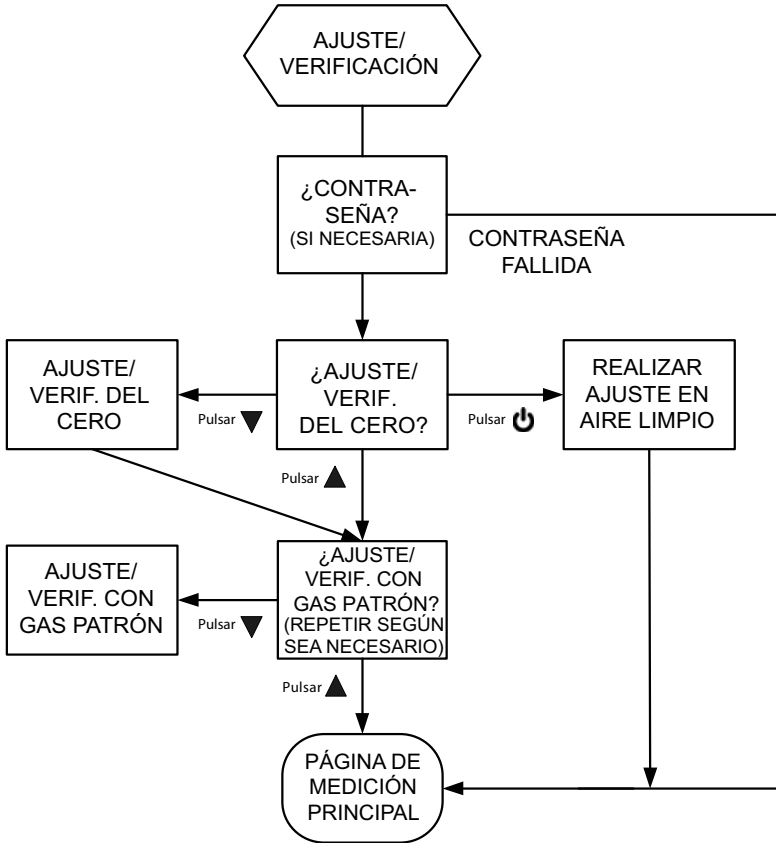 AJUSTE/
VERIFICACIÓN
¿CONTRA-
SEÑA?
(SI NECESARIA)
CONTRASEÑA
FALLIDA
AJUSTE/
VERIF. DEL
CERO
Pulsar
¿AJUSTE/
VERIF.
DEL CERO?
Pulsar
REALIZAR
AJUSTE EN
AIRE LIMPIO
Pulsar
AJUSTE/
VERIF. CON
GAS PATRÓN
Pulsar
¿AJUSTE/
VERIF. CON
GAS PATRÓN?
(REPETIR SEGÚN
SEA NECESARIO)
Pulsar
PÁGINA DE
MEDICIÓN
PRINCIPAL